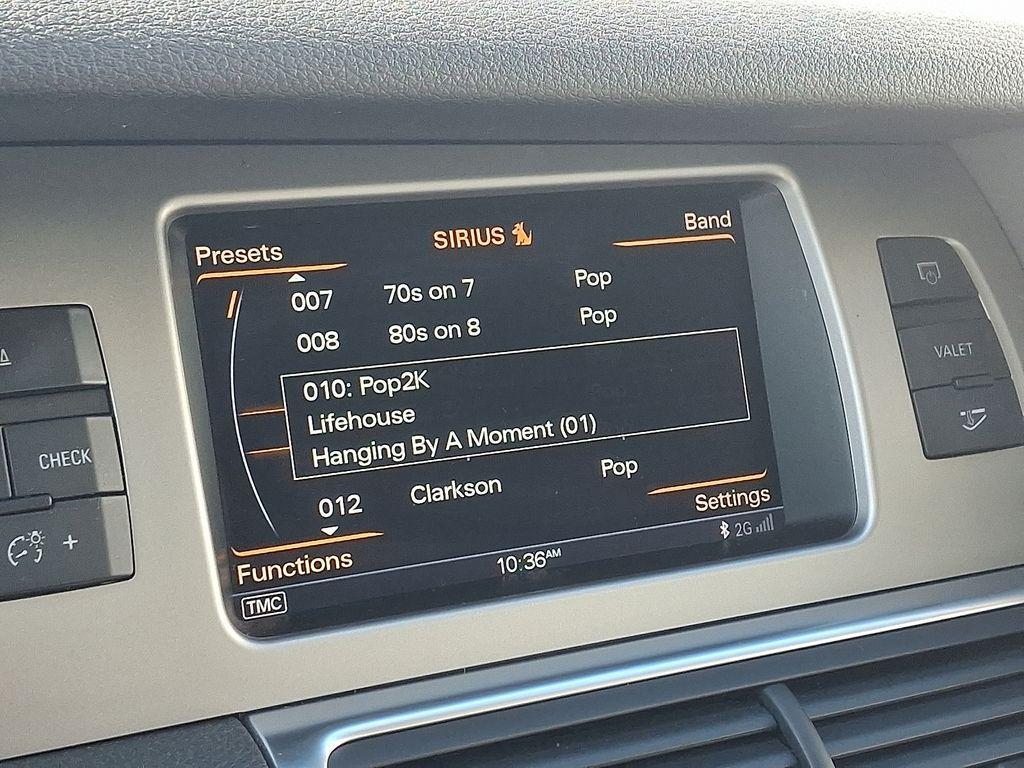 Presets
SIRIUS
Band
007 70s on 7 Pop
008 80s on 8 Pop
010: Pop2K
Lifehouse
Hanging By A Moment (01)
012 Clarkson Pop
Settings
Functions
10:36AM
2G
TMC
CHECK
+
VALET